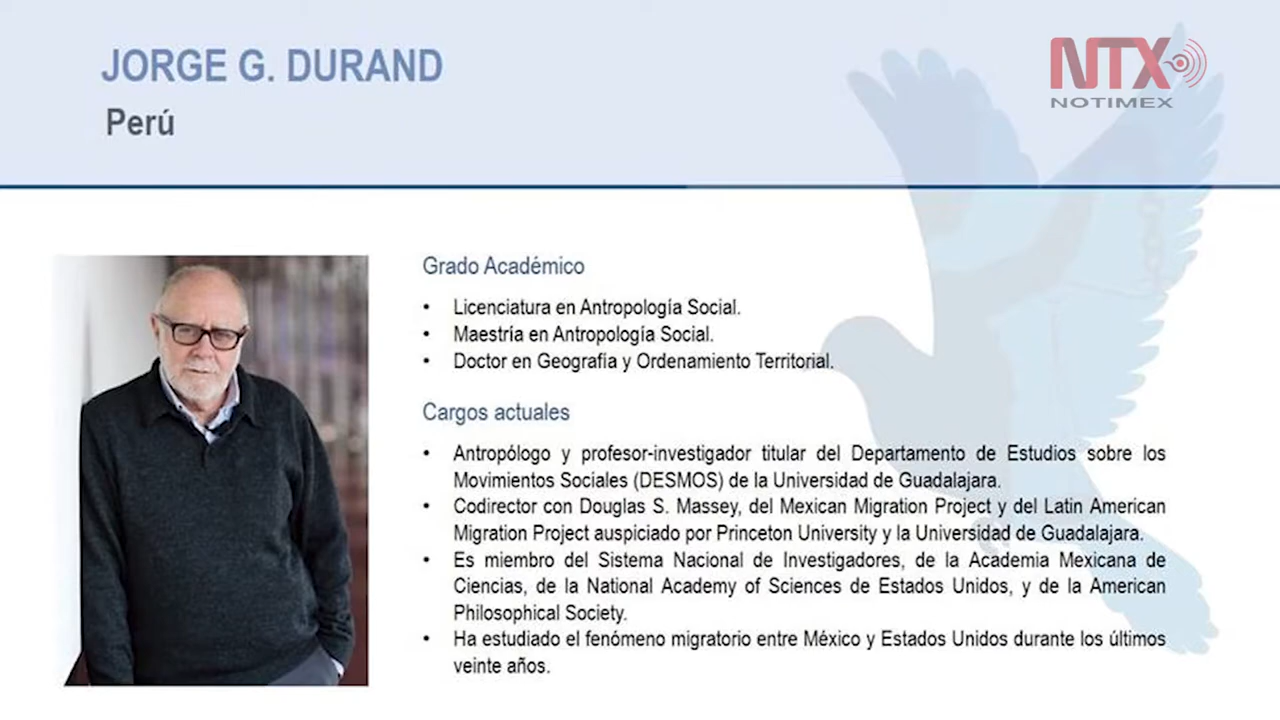 JORGE G. DURAND
Perú
NTX
NOTIMEX
Grado Académico
• Licenciatura en Antropología Social.
• Maestría en Antropología Social.
• Doctor en Geografía y Ordenamiento Territorial.
Cargos actuales
• Antropólogo y profesor-investigador titular del Departamento de Estudios sobre los
Movimientos Sociales (DESMOS) de la Universidad de Guadalajara.
• Codirector con Douglas S. Massey, del Mexican Migration Project y del Latin American
Migration Project auspiciado por Princeton University y la Universidad de Guadalajara.
• Es miembro del Sistema Nacional de Investigadores, de la Academia Mexicana de
Ciencias, de la National Academy of Sciences de Estados Unidos, y de la American
Philosophical Society.
• Ha estudiado el fenómeno migratorio entre México y Estados Unidos durante los últimos
veinte años.